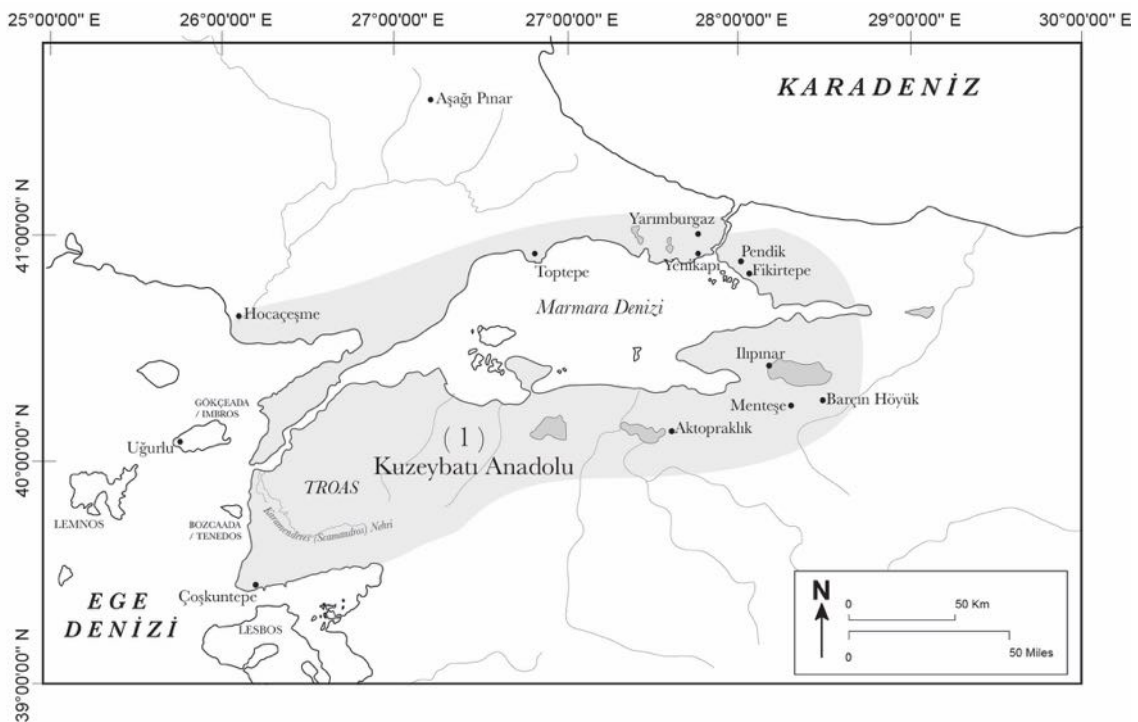 25°00'00" E
26°00'00" E
27°00'00" E
27°00'00" E
28°00'00" E
29°00'00" E
30°00'00" E
KARADENİZ
Aşağı Pınar
41°00'00" N
Yarımburgaz
Pendik
Yenikapı
Fikirtepe
Toptepe
Marmara Denizi
Hocaçeşme
Ilıpınar
GÖKÇEADA
/ IMBROS
Menteşe
Barçın Höyük
Uğurlu
Aktopraklık
40°00'00" N
(1)
Kuzeybatı Anadolu
TROAS
LEMNOS
BOZCAADA
/ TENEDOS
Karamenderes (Scamandros) Nehri
Çoşkuntepe
EGE
DENİZİ
LESBOS
N
0 50 Km
0 50 Miles
39°00'00" N